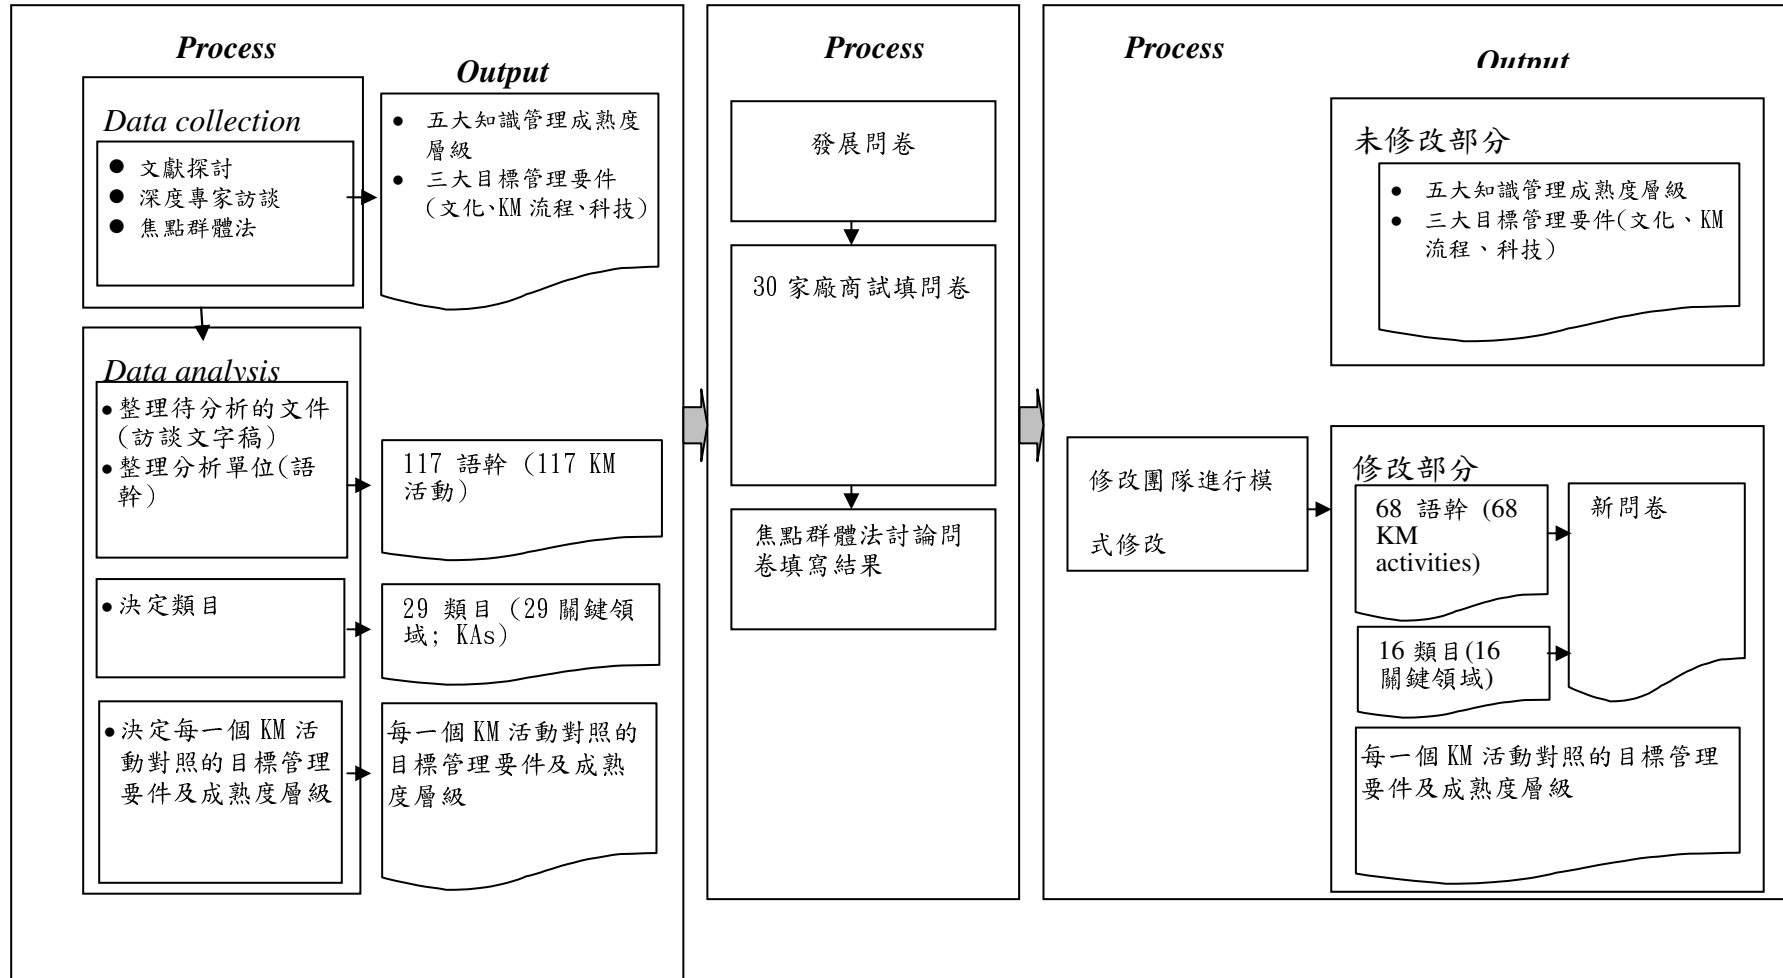 Process
Output
Data collection
● 文獻探討
● 深度專家訪談
● 焦點群體法
● 五大知識管理成熟度
層級
● 三大目標管理要件
(文化、KM 流程、科技)
Data analysis
●整理待分析的文件
(訪談文字稿)
●整理分析單位(語
幹)
117 語幹 (117 KM
活動)
●決定類目
29 類目 (29 關鍵領
域; KAs)
●決定每一個 KM 活
動對照的目標管理
要件及成熟度層級
每一個 KM 活動對照的
目標管理要件及成熟
度層級
Process
發展問卷
30 家廠商試填問卷
焦點群體法討論問
卷填寫結果
Process
Output
未修改部分
● 五大知識管理成熟度層級
● 三大目標管理要件(文化、KM
流程、科技)
修改團隊進行模
式修改
修改部分
68 語幹 (68
KM
activities)
新問卷
16 類目(16
關鍵領域)
每一個 KM 活動對照的目標管理
要件及成熟度層級